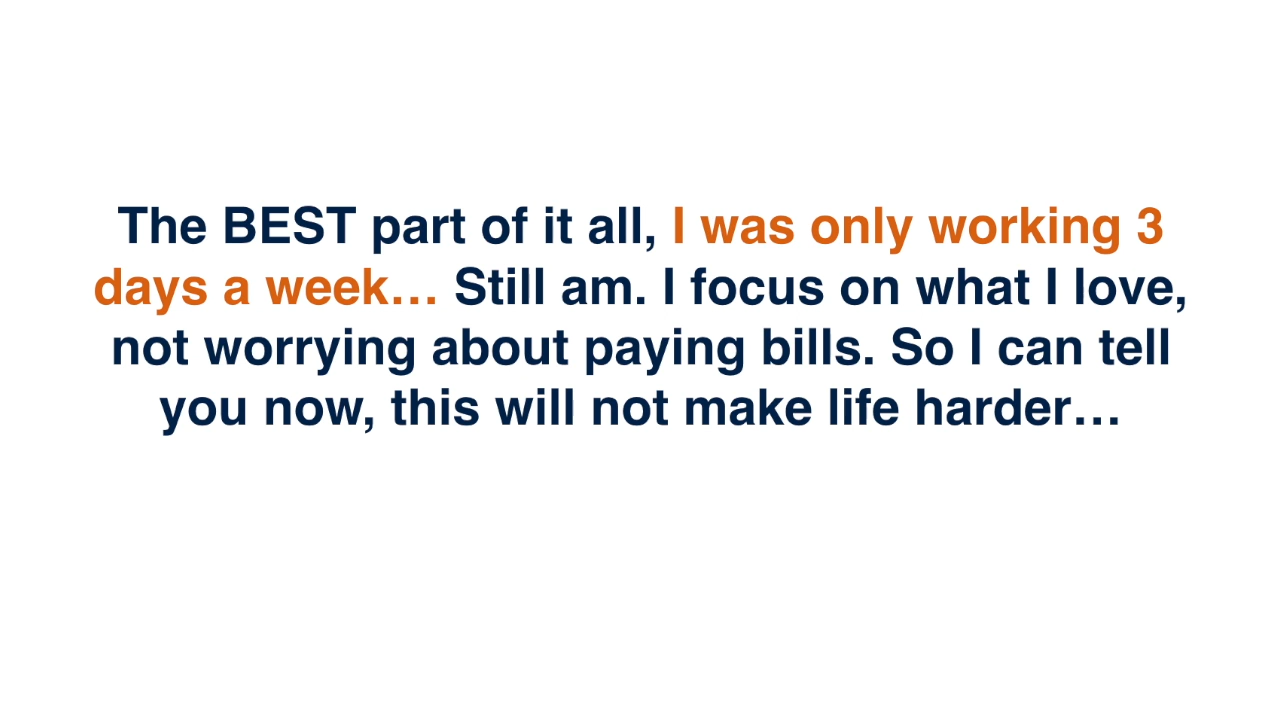 The BEST part of it all, I was only working 3
days a week… Still am. I focus on what I love,
not worrying about paying bills. So I can tell
you now, this will not make life harder…